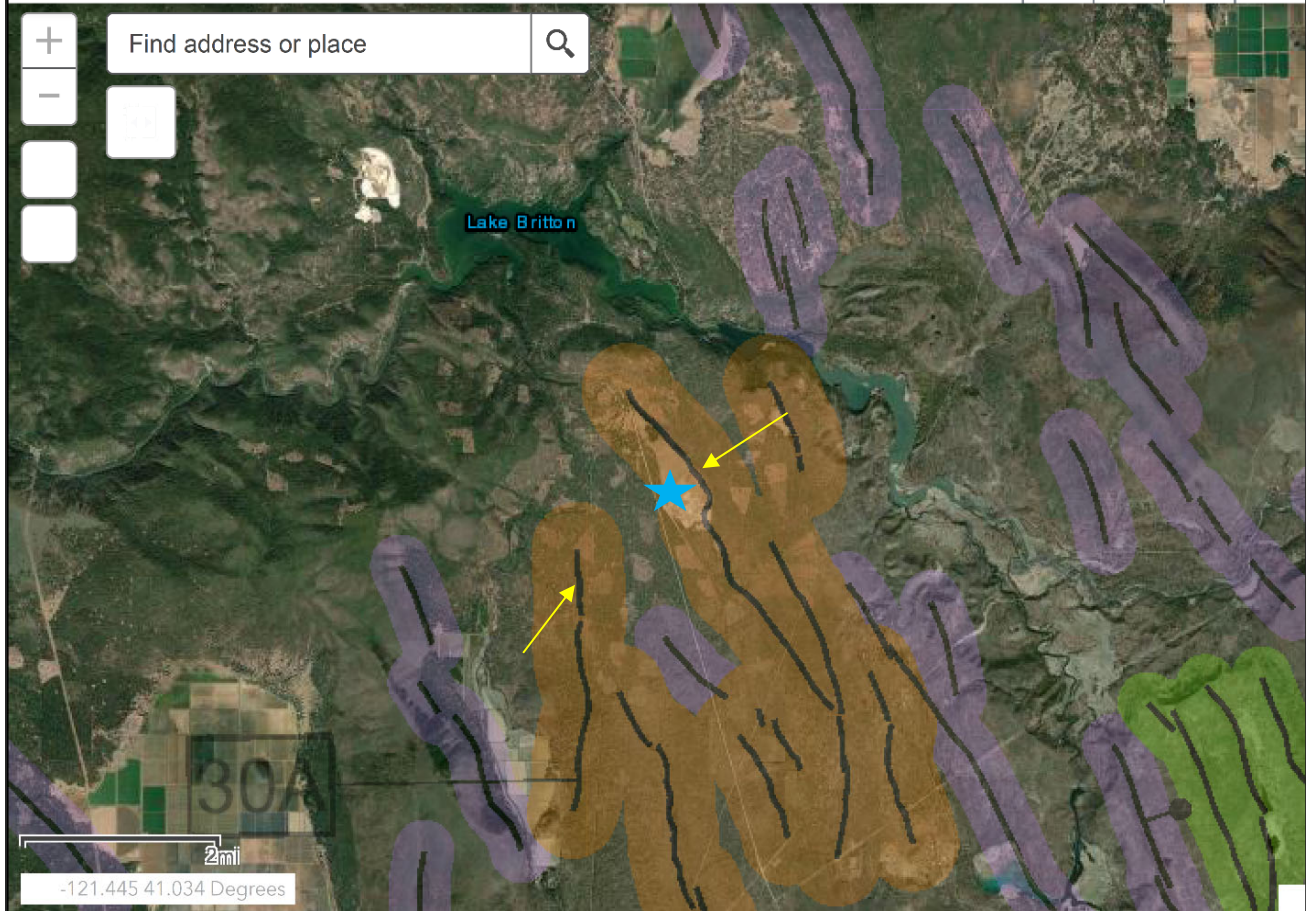 Find address or place
Lake Britton
30A
2mi
-121.445 41.034 Degrees